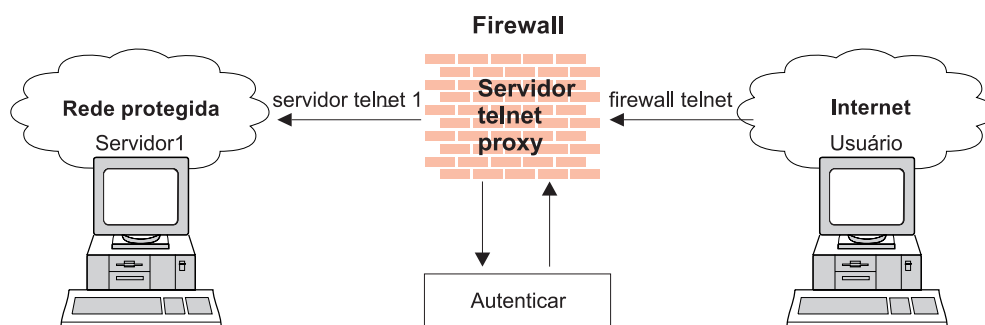 Firewall
Rede protegida
Servidor1
servidor telnet 1
Servidor
telnet
proxy
firewall telnet
Internet
Usuário
Autenticar